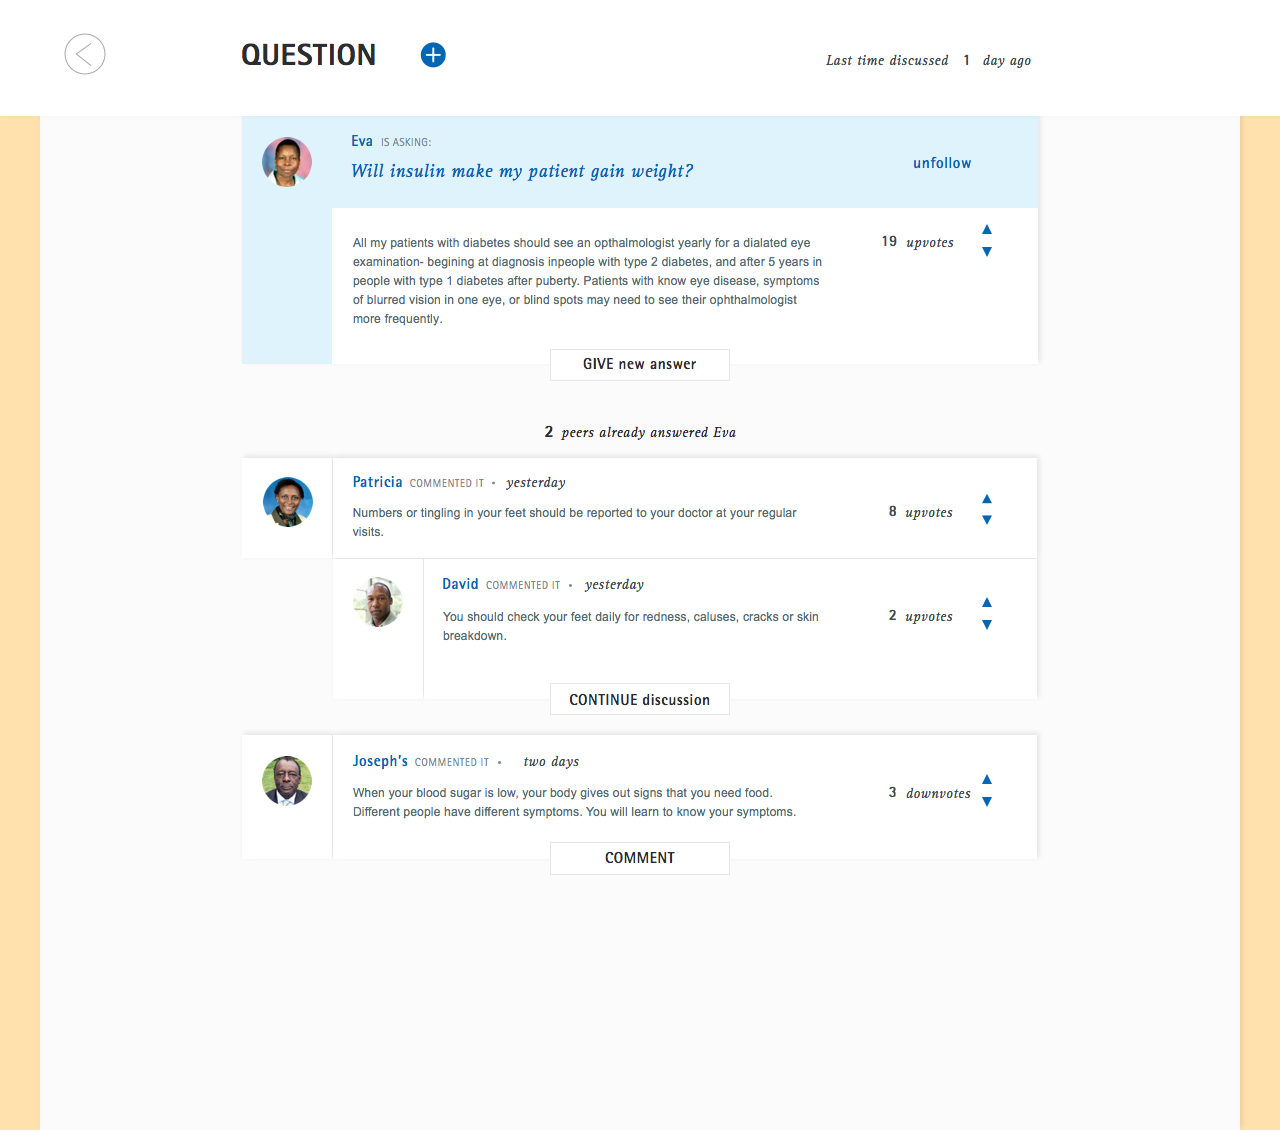 QUESTION
Last time discussed 1 day ago
Eva IS ASKING:
Will insulin make my patient gain weight?
unfollow
All my patients with diabetes should see an opthalmologist yearly for a dialated eye
examination- begining at diagnosis inpeople with type 2 diabetes, and after 5 years in
people with type 1 diabetes after puberty. Patients with know eye disease, symptoms
of blurred vision in one eye, or blind spots may need to see their ophthalmologist
more frequently.
19 upvotes
GIVE new answer
2 peers already answered Eva
Patricia COMMENTED IT • yesterday
Numbers or tingling in your feet should be reported to your doctor at your regular
visits.
8 upvotes
David COMMENTED IT • yesterday
You should check your feet daily for redness, caluses, cracks or skin
breakdown.
2 upvotes
CONTINUE discussion
Joseph's COMMENTED IT • two days
When your blood sugar is low, your body gives out signs that you need food.
Different people have different symptoms. You will learn to know your symptoms.
3 downvotes
COMMENT